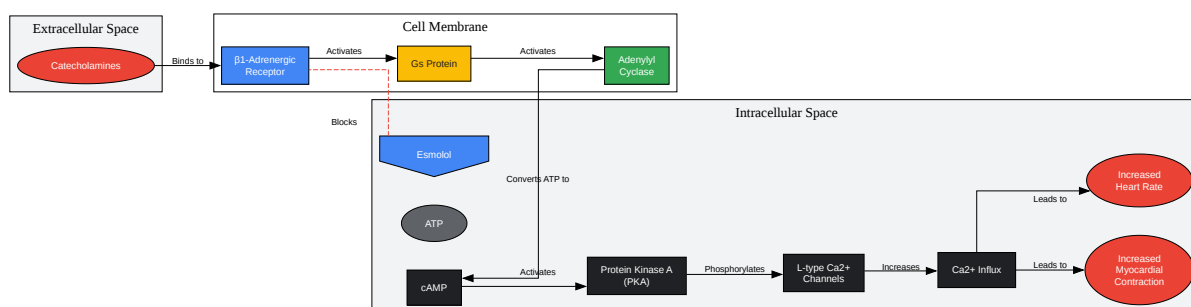 Extracellular Space
Catecholamines
Binds to
Cell Membrane
β1-Adrenergic
Receptor
Activates
Gs Protein
Activates
Adenylyl
Cyclase
Intracellular Space
Blocks
Esmolol
Converts ATP to
ATP
cAMP
Activates
Protein Kinase A
(PKA)
Phosphorylates
L-type Ca2+
Channels
Increases
Ca2+ Influx
Leads to
Increased
Heart Rate
Leads to
Increased
Myocardial
Contraction